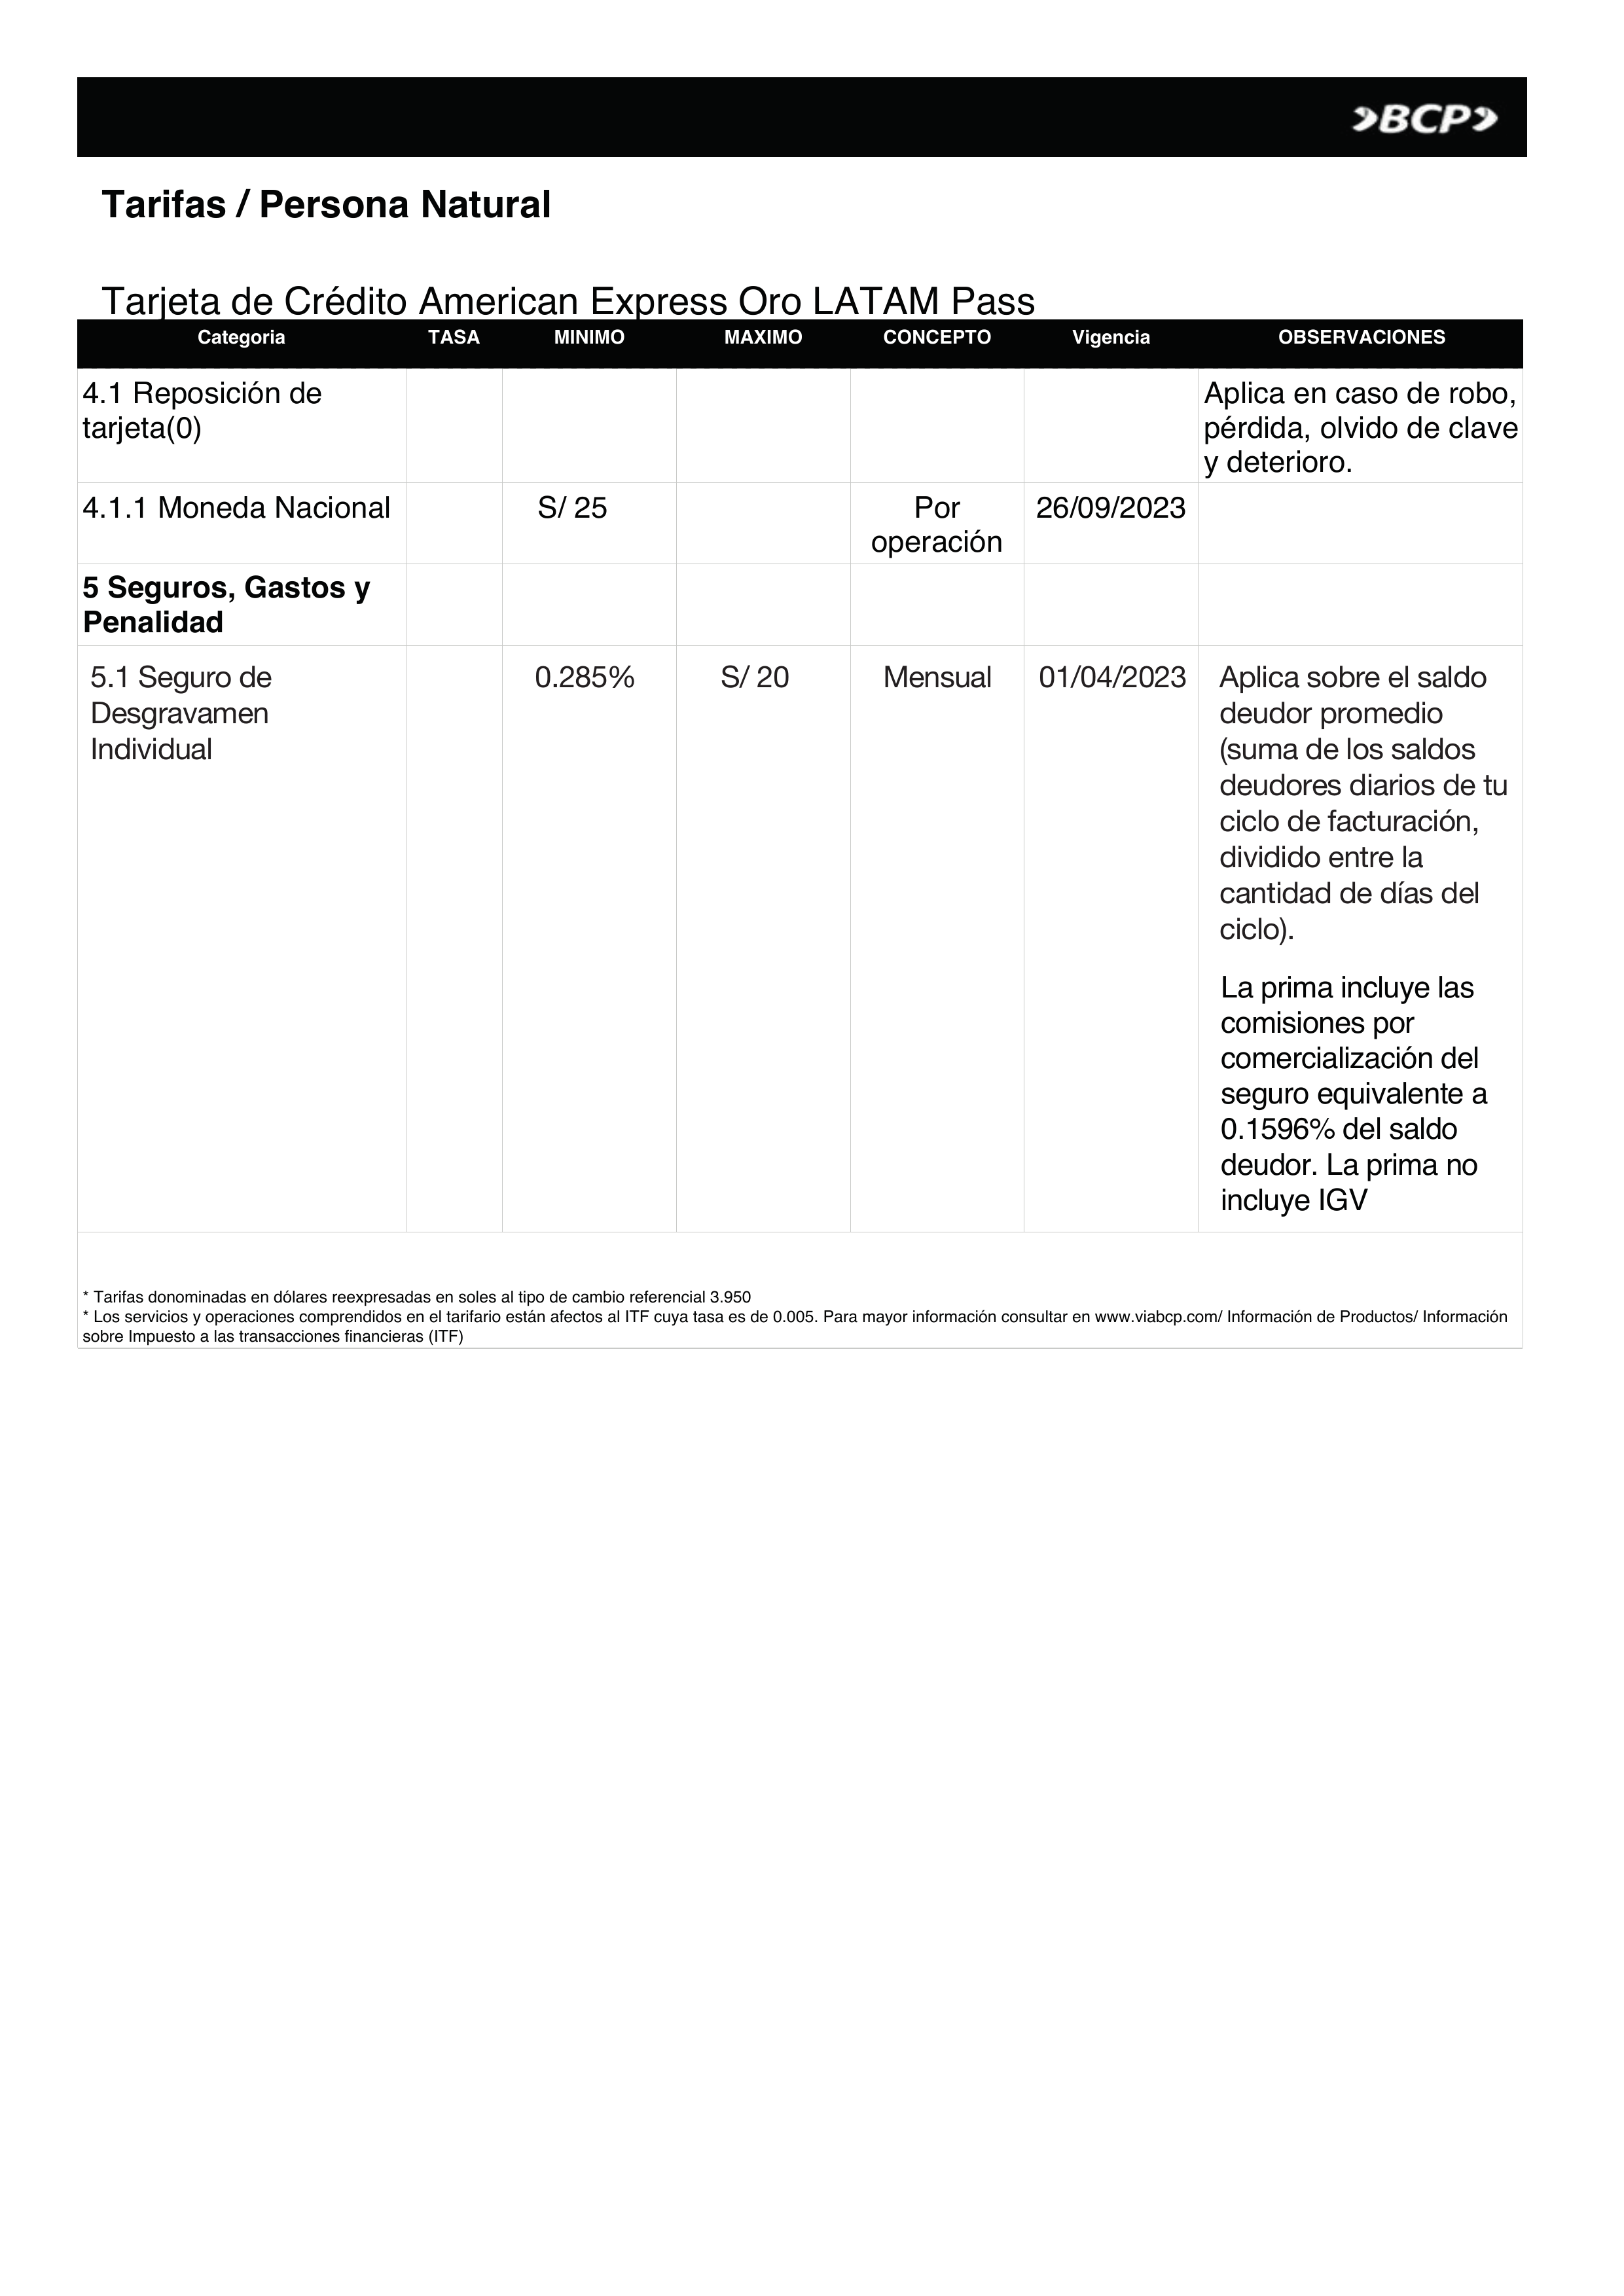 BCP
Tarifas / Persona Natural
Tarjeta de Crédito American Express Oro LATAM Pass
Categoria TASA MINIMO MAXIMO CONCEPTO Vigencia OBSERVACIONES
4.1 Reposición de
tarjeta(0)
Aplica en caso de robo,
pérdida, olvido de clave
y deterioro.
4.1.1 Moneda Nacional S/ 25 Por
operación
26/09/2023
5 Seguros, Gastos y
Penalidad
5.1 Seguro de
Desgravamen
Individual
0.285% S/ 20 Mensual 01/04/2023
Aplica sobre el saldo
deudor promedio
(suma de los saldos
deudores diarios de tu
ciclo de facturación,
dividido entre la
cantidad de días del
ciclo).
La prima incluye las
comisiones por
comercialización del
seguro equivalente a
0.1596% del saldo
deudor. La prima no
incluye IGV
* Tarifas donominadas en dólares reexpresadas en soles al tipo de cambio referencial 3.950
* Los servicios y operaciones comprendidos en el tarifario están afectos al ITF cuya tasa es de 0.005. Para mayor información consultar en www.viabcp.com/ Información de Productos/ Información
sobre Impuesto a las transacciones financieras (ITF)